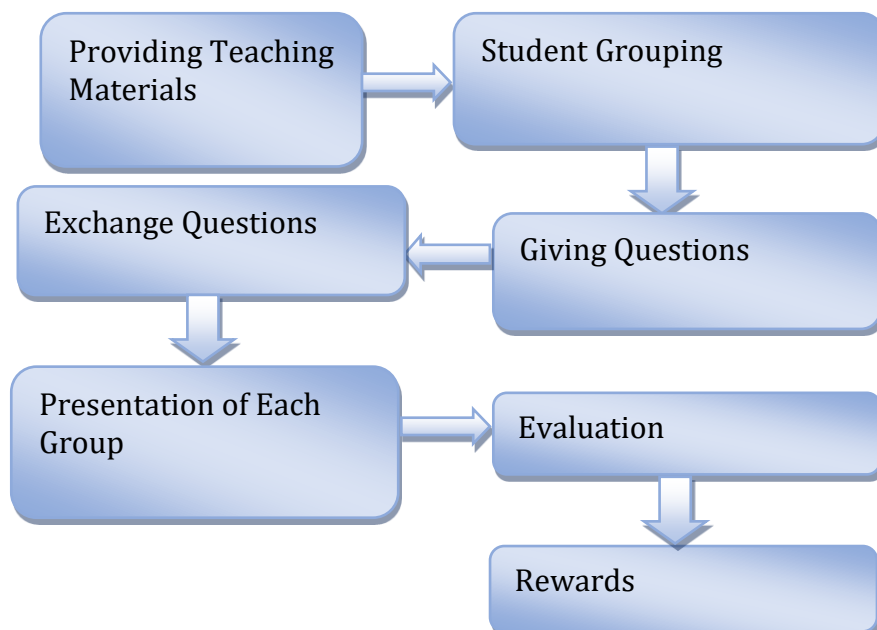 Providing Teaching
Materials
Student Grouping
Giving Questions
Exchange Questions
Presentation of Each
Group
Evaluation
Rewards